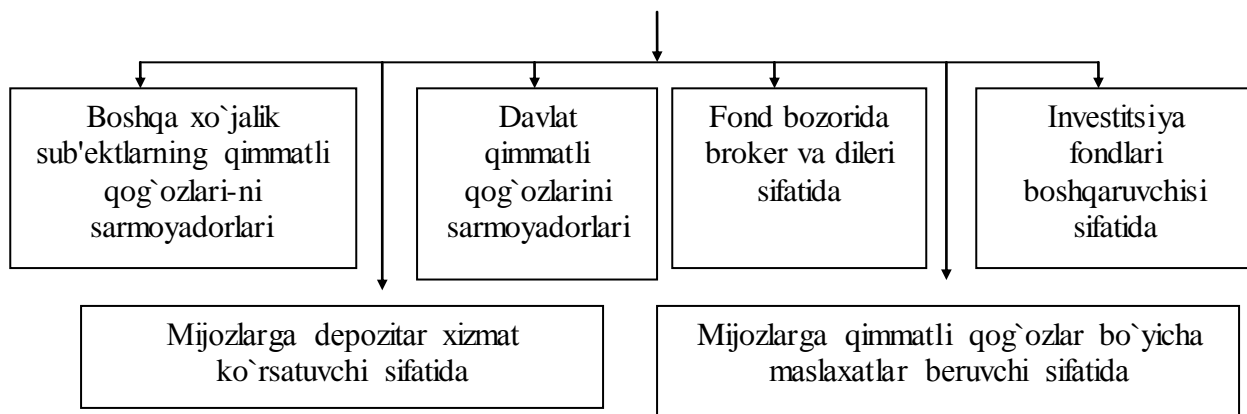 Boshqa xo`jalik
sub'ektlarning qimmatli
qog`ozlari-ni
sarmoyadorlari
Davlat
qimmatli
qog`ozlarini
sarmoyadorlari
Fond bozorida
broker va dileri
sifatida
Investitsiya
fondlari
boshqaruvchisi
sifatida
Mijozlarga depozitar xizmat
ko`rsatuvchi sifatida
Mijozlarga qimmatli qog`ozlar bo`yicha
maslaxatlar beruvchi sifatida